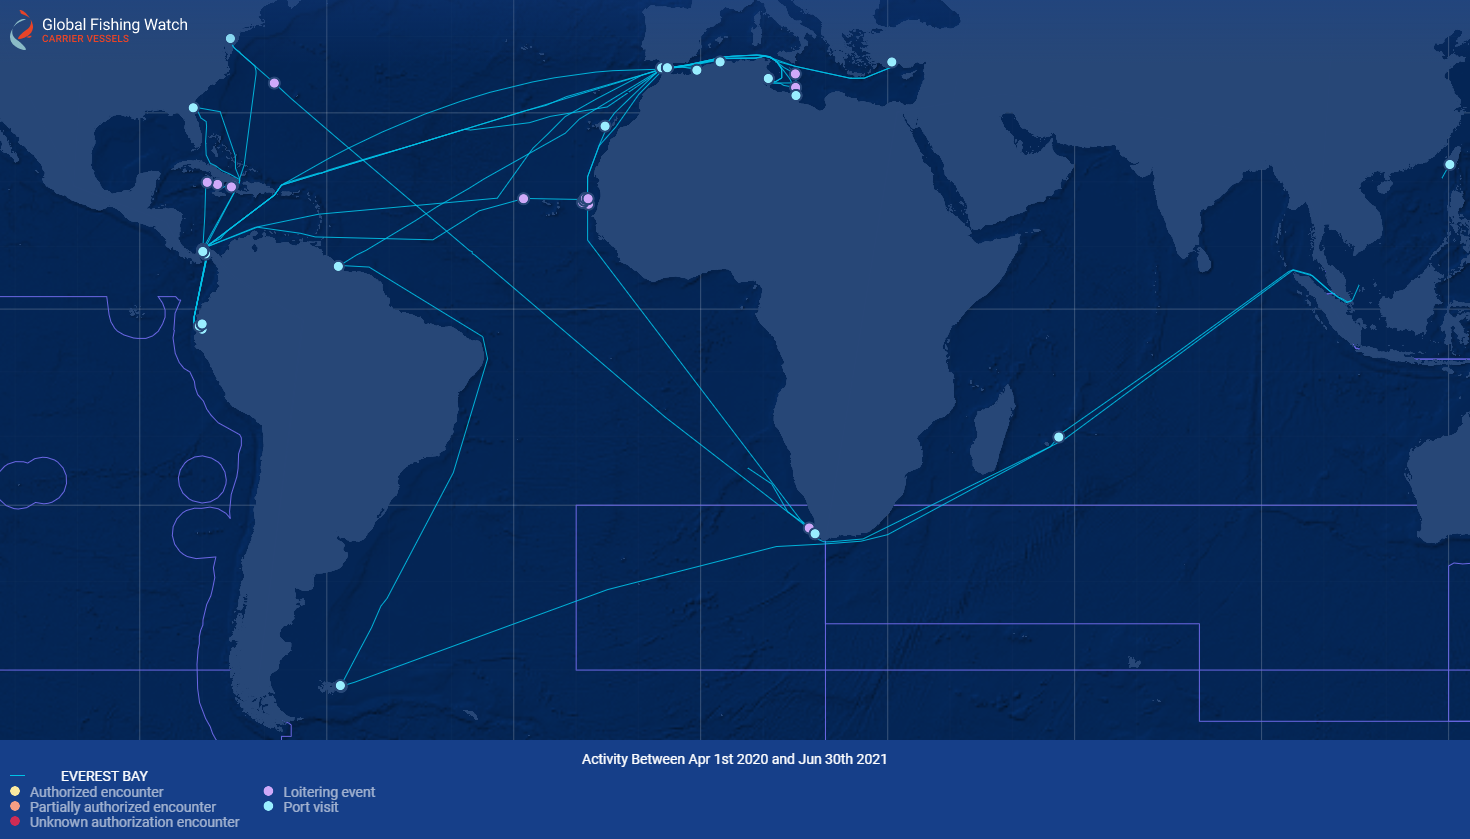 Global Fishing Watch
CARRIER VESSELS
Activity Between Apr 1st 2020 and Jun 30th 2021
EVEREST BAY
Authorized encounter
Partially authorized encounter
Unknown authorization encounter
Loitering event
Port visit